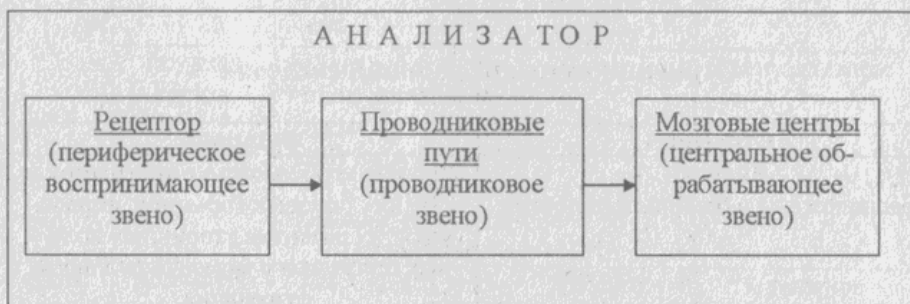 А Н А Л И З А Т О Р
Рецептор
(периферическое
воспринимающее
звено)
Проводниковые
пути
(проводниковое
звено)
Мозговые центры
(центральное об-
рабатывающее
звено)